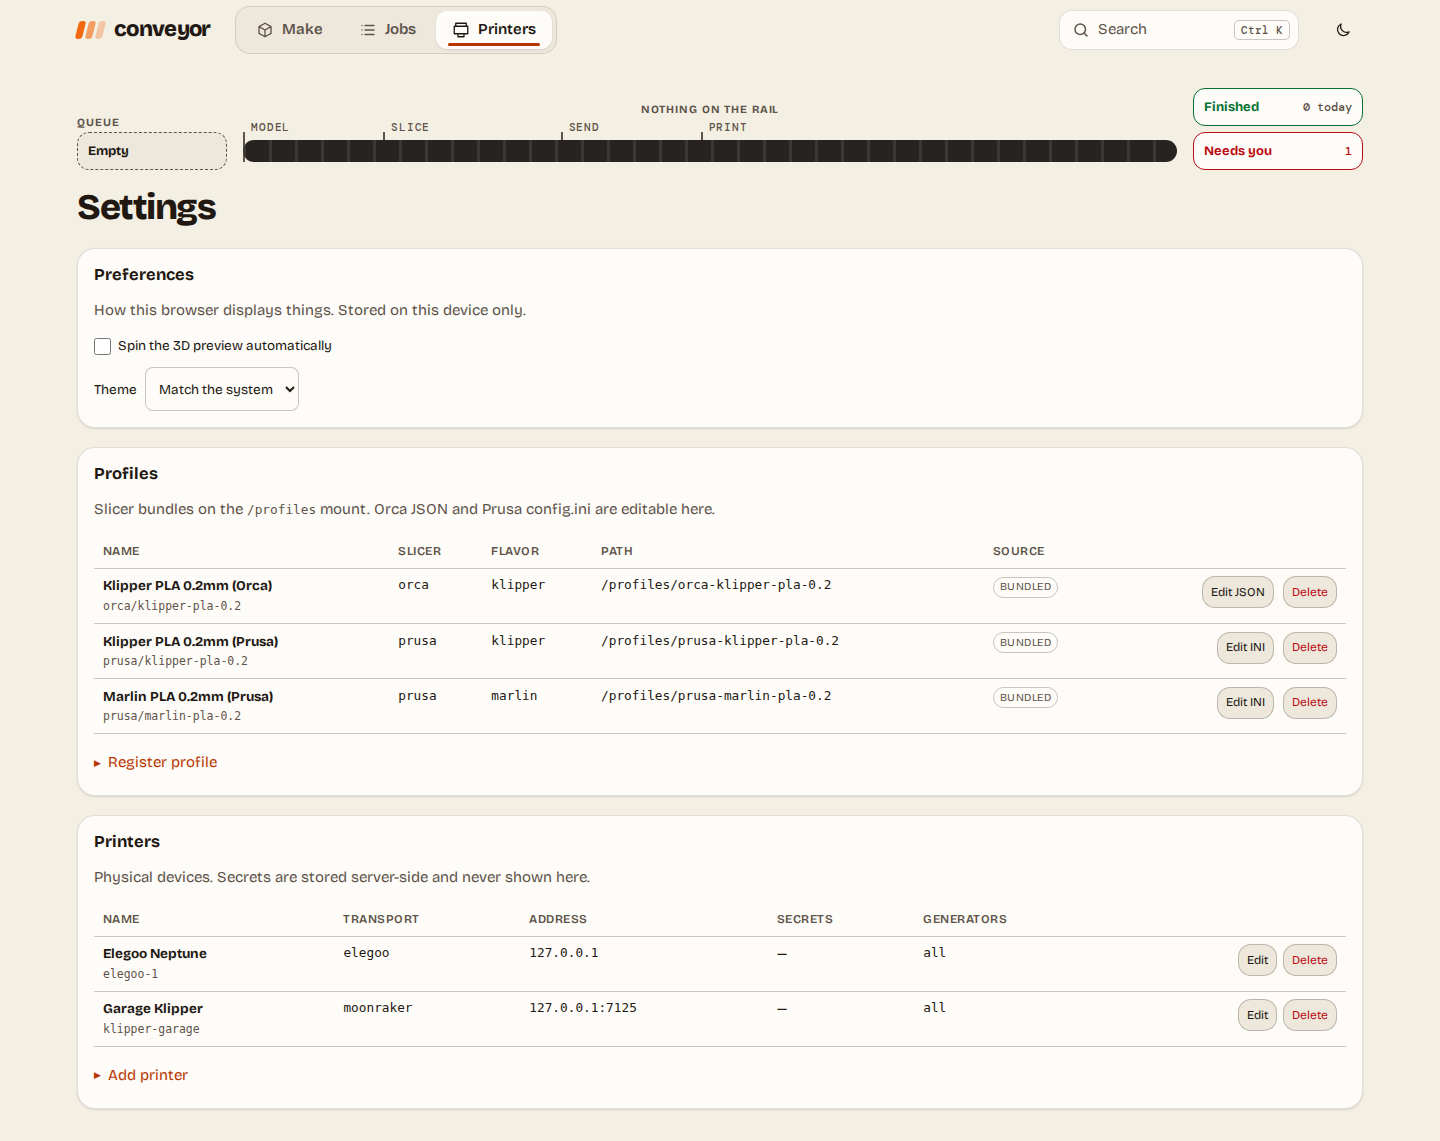 conveyor
Make
Jobs
Printers
Search
Ctrl K
QUEUE
Empty
NOTHING ON THE RAIL
MODEL
SLICE
SEND
PRINT
Finished 0 today
Needs you 1
Settings
Preferences
How this browser displays things. Stored on this device only.
Spin the 3D preview automatically
Theme Match the system
Profiles
Slicer bundles on the /profiles mount. Orca JSON and Prusa config.ini are editable here.
NAME SLICER FLAVOR PATH SOURCE
Klipper PLA 0.2mm (Orca) orca klipper /profiles/orca-klipper-pla-0.2 BUNDLED Edit JSON Delete
orca/klipper-pla-0.2
Klipper PLA 0.2mm (Prusa) prusa klipper /profiles/prusa-klipper-pla-0.2 BUNDLED Edit INI Delete
prusa/klipper-pla-0.2
Marlin PLA 0.2mm (Prusa) prusa marlin /profiles/prusa-marlin-pla-0.2 BUNDLED Edit INI Delete
prusa/marlin-pla-0.2
▸ Register profile
Printers
Physical devices. Secrets are stored server-side and never shown here.
NAME TRANSPORT ADDRESS SECRETS GENERATORS
Elegoo Neptune elegoo 127.0.0.1 — all Edit Delete
elegoo-1
Garage Klipper moonraker 127.0.0.1:7125 — all Edit Delete
klipper-garage
▸ Add printer